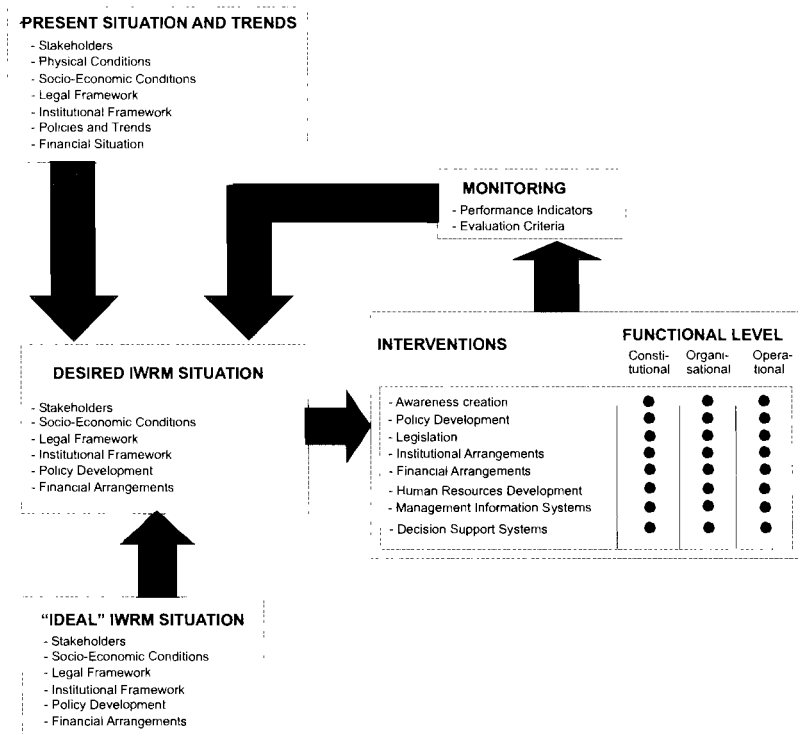 PRESENT SITUATION AND TRENDS
- Stakeholders
- Physical Conditions
- Socio-Economic Conditions
- Legal Framework
- Institutional Framework
- Policies and Trends
- Financial Situation
MONITORING
- Performance Indicators
- Evaluation Criteria
DESIRED IWRM SITUATION
- Stakeholders
- Socio-Economic Conditions
- Legal Framework
- Institutional Framework
- Policy Development
- Financial Arrangements
INTERVENTIONS
FUNCTIONAL LEVEL
Consti- Organi- Opera-
tutional sational tional
- Awareness creation
- Policy Development
- Legislation
- Institutional Arrangements
- Financial Arrangements
- Human Resources Development
- Management Information Systems
- Decision Support Systems
“IDEAL” IWRM SITUATION
- Stakeholders
- Socio-Economic Conditions
- Legal Framework
- Institutional Framework
- Policy Development
- Financial Arrangements